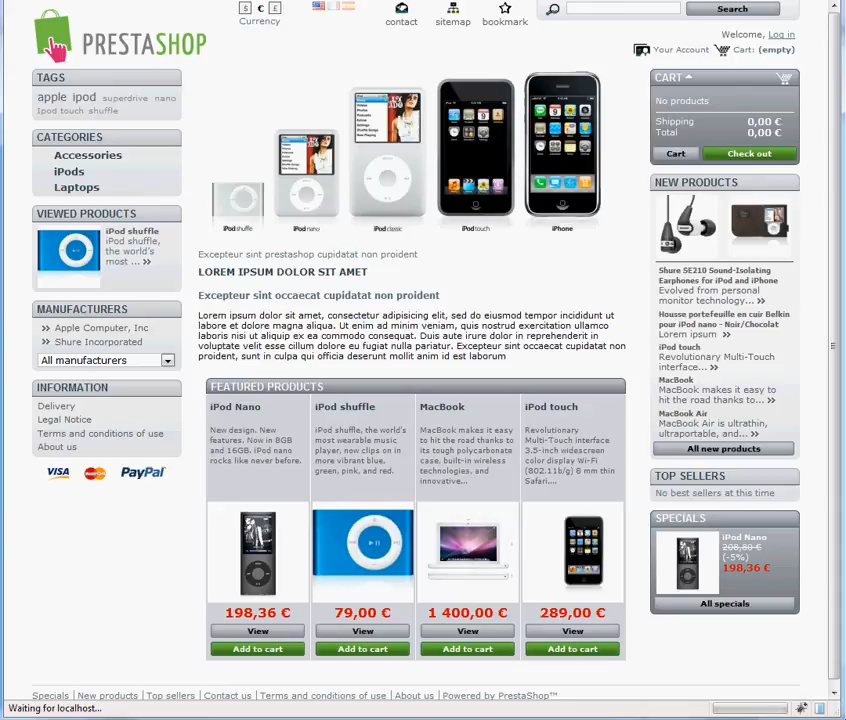 PRESTASHOP
$ € £
Currency
contact
sitemap
bookmark
Search
Welcome, Log in
Your Account
Cart: (empty)
TAGS
apple ipod superdrive nano
Ipod touch shuffle
CATEGORIES
Accessories
iPods
Laptops
VIEWED PRODUCTS
iPod shuffle
iPod shuffle,
the world's
most ... »
MANUFACTURERS
» Apple Computer, Inc
» Shure Incorporated
All manufacturers
INFORMATION
Delivery
Legal Notice
Terms and conditions of use
About us
VISA MasterCard PayPal
iPod shuffle
iPod nano
iPod classic
iPod touch
iPhone
Excepteur sint prestashop cupidatat non proident
LOREM IPSUM DOLOR SIT AMET
Excepteur sint occaecat cupidatat non proident
Lorem ipsum dolor sit amet, consectetur adipisicing elit, sed do eiusmod tempor incididunt ut
labore et dolore magna aliqua. Ut enim ad minim veniam, quis nostrud exercitation ullamco
laboris nisi ut aliquip ex ea commodo consequat. Duis aute irure dolor in reprehenderit in
voluptate velit esse cillum dolore eu fugiat nulla pariatur. Excepteur sint occaecat cupidatat non
proident, sunt in culpa qui officia deserunt mollit anim id est laborum
FEATURED PRODUCTS
iPod Nano
New design. New
features. Now in 8GB
and 16GB. iPod nano
rocks like never before.
198,36 €
View
Add to cart
iPod shuffle
iPod shuffle, the world's
most wearable music
player, now clips on in
more vibrant blue,
green, pink, and red.
79,00 €
View
Add to cart
MacBook
MacBook makes it easy
to hit the road thanks to
its tough polycarbonate
case, built-in wireless
technologies, and
innovative...
1 400,00 €
View
Add to cart
iPod touch
Revolutionary
Multi-Touch interface
3.5-inch widescreen
color display Wi-Fi
(802.11b/g) 8 mm thin
Safari,...
289,00 €
View
Add to cart
CART
No products
Shipping 0,00 €
Total 0,00 €
Cart
Check out
NEW PRODUCTS
Shure SE210 Sound-Isolating
Earphones for iPod and iPhone
Evolved from personal
monitor technology... »
Housse portefeuille en cuir Belkin
pour iPod nano - Noir/Chocolat
Lorem ipsum »
iPod touch
Revolutionary Multi-Touch
interface... »
MacBook
MacBook makes it easy
to hit the road thanks to... »
MacBook Air
MacBook Air is ultrathin,
ultraportable, and... »
All new products
TOP SELLERS
No best sellers at this time
SPECIALS
iPod Nano
208,80 €
(-5%)
198,36 €
All specials
Specials | New products | Top sellers | Contact us | Terms and conditions of use | About us | Powered by PrestaShop™
Waiting for localhost...